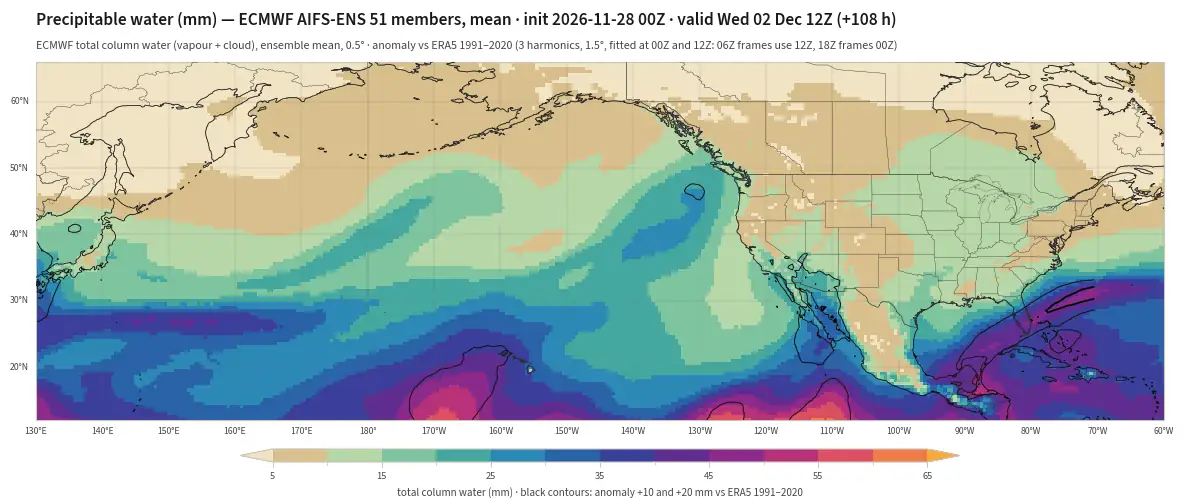 Precipitable water (mm) — ECMWF AIFS-ENS 51 members, mean · init 2026-11-28 00Z · valid Wed 02 Dec 12Z (+108 h)
ECMWF total column water (vapour + cloud), ensemble mean, 0.5° · anomaly vs ERA5 1991–2020 (3 harmonics, 1.5°, fitted at 00Z and 12Z: 06Z frames use 12Z, 18Z frames 00Z)
60°N
50°N
40°N
30°N
20°N
130°E 140°E 150°E 160°E 170°E 180° 170°W 160°W 150°W 140°W 130°W 120°W 110°W 100°W 90°W 80°W 70°W 60°W
5 15 25 35 45 55 65
total column water (mm) · black contours: anomaly +10 and +20 mm vs ERA5 1991–2020